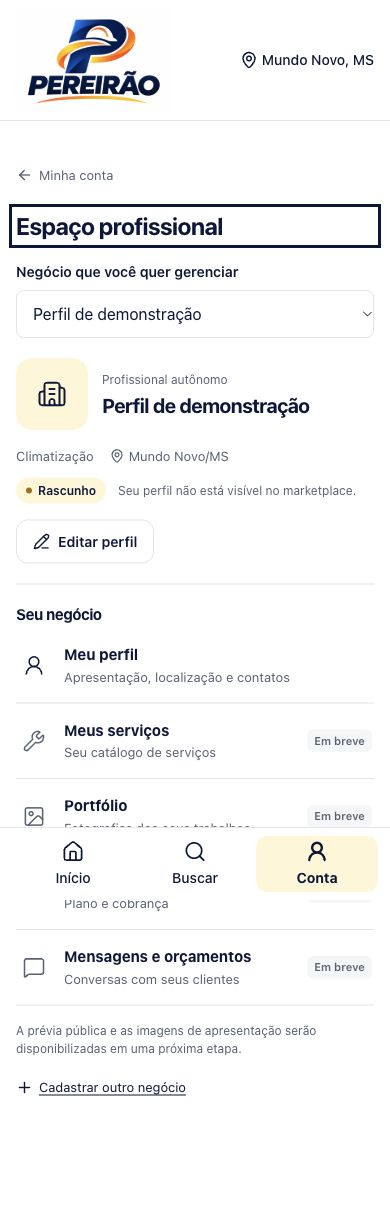 PEREIRÃO
Mundo Novo, MS
Minha conta
Espaço profissional
Negócio que você quer gerenciar
Perfil de demonstração
Profissional autônomo
Perfil de demonstração
Climatização
Mundo Novo/MS
Rascunho
Seu perfil não está visível no marketplace.
Editar perfil
Seu negócio
Meu perfil
Apresentação, localização e contatos
Meus serviços
Seu catálogo de serviços
Em breve
Portfólio
Em breve
Fotografias dos seus trabalhos
Início
Buscar
Conta
Plano e cobrança
Mensagens e orçamentos
Conversas com seus clientes
Em breve
A prévia pública e as imagens de apresentação serão
disponibilizadas em uma próxima etapa.
Cadastrar outro negócio